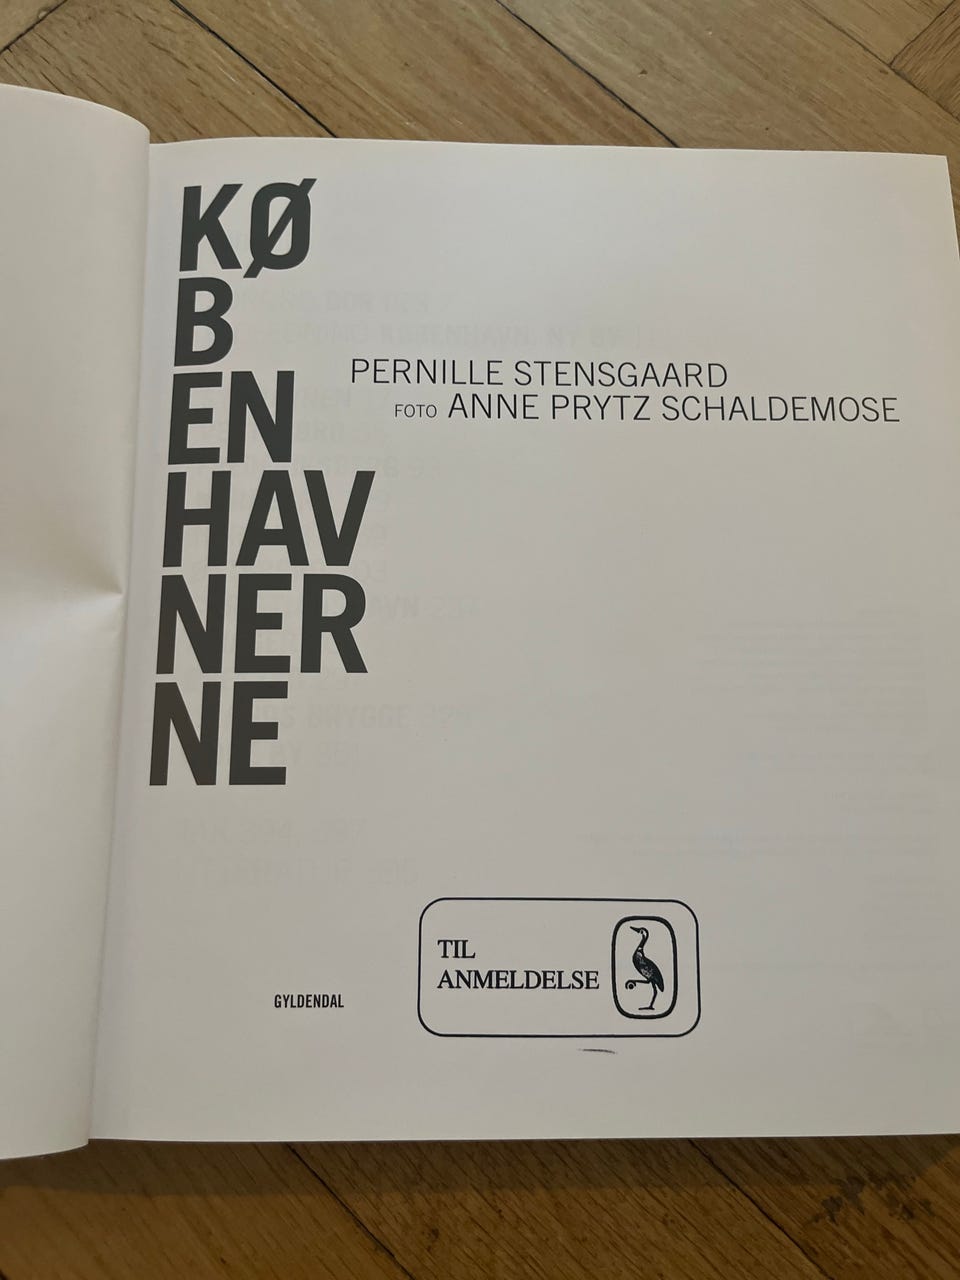 KØ
B
EN
HAV
NER
NE
PERNILLE STENSGAARD
FOTO ANNE PRYTZ SCHALDEMOSE
TIL
ANMELDELSE
GYLDENDAL